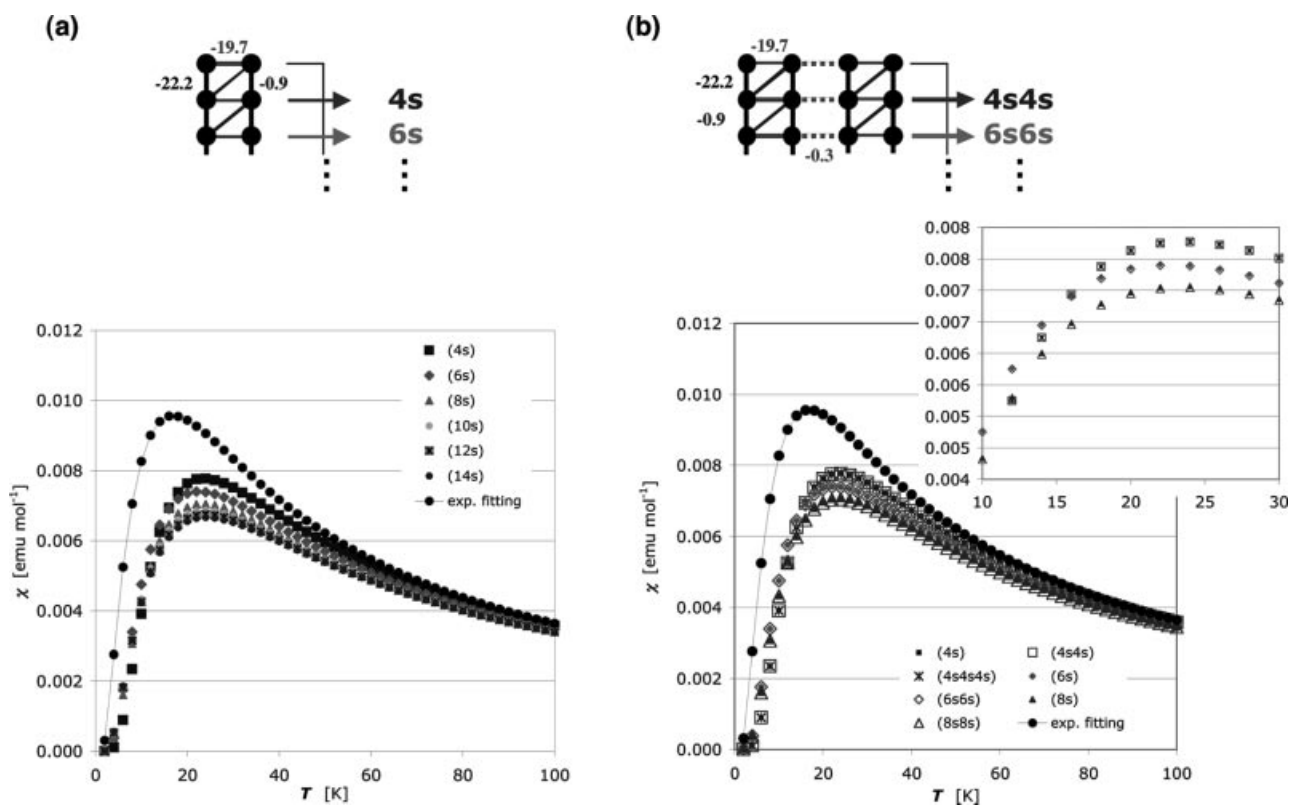 (a)
-19.7
-22.2
-0.9
4s
6s
(b)
-19.7
-22.2
-0.9
-0.3
4s4s
6s6s
0.012
0.010
0.008
0.006
0.004
0.002
0.000
χ [emu mol⁻¹]
0 20 40 60 80 100
T [K]
(4s)
(6s)
(8s)
(10s)
(12s)
(14s)
exp. fitting
0.012
0.010
0.008
0.006
0.004
0.002
0.000
χ [emu mol⁻¹]
0 20 40 60 80 100
T [K]
(4s) (4s4s)
(4s4s4s) (6s)
(6s6s) (8s)
(8s8s) exp. fitting
0.008
0.008
0.007
0.007
0.006
0.006
0.005
0.005
0.004
10 15 20 25 30